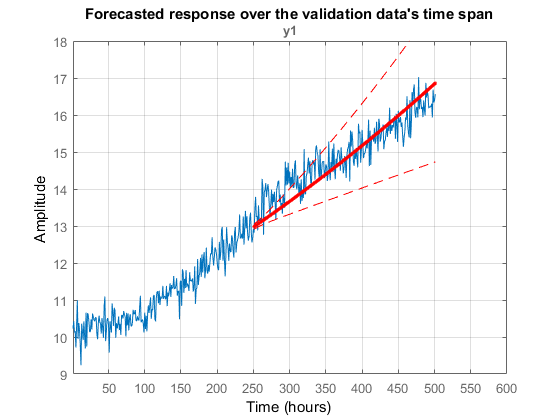 Forecasted response over the validation data's time span
y1
18
17
16
15
14
13
12
11
10
9
Amplitude
50 100 150 200 250 300 350 400 450 500 550 600
Time (hours)